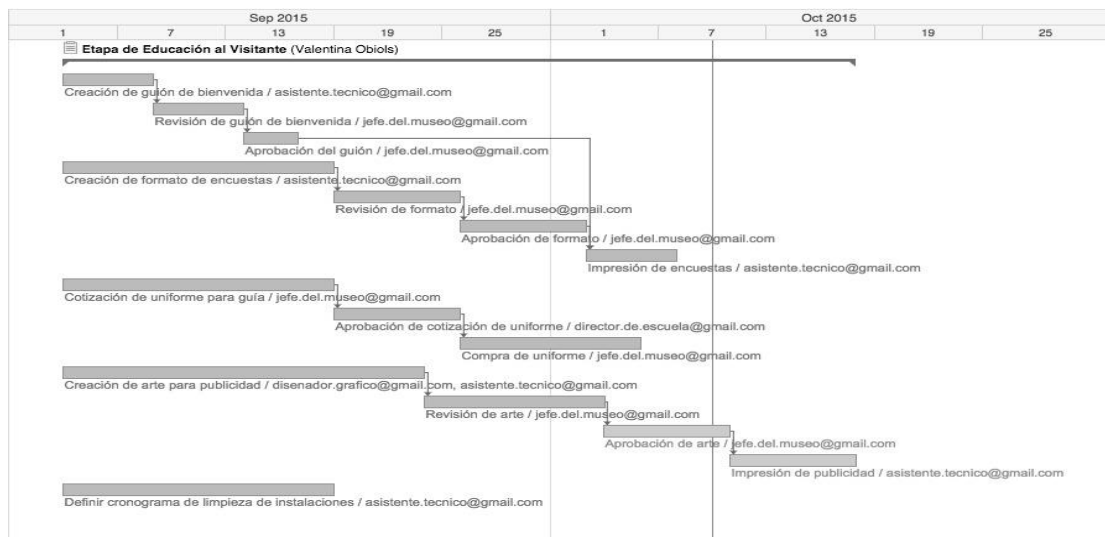 Sep 2015 Oct 2015
1 7 13 19 25 1 7 13 19 25
Etapa de Educación al Visitante (Valentina Obiols)
Creación de guión de bienvenida / asistente.tecnico@gmail.com
Revisión de guión de bienvenida / jefe.del.museo@gmail.com
Aprobación del guión / jefe.del.museo@gmail.com
Creación de formato de encuestas / asistente.tecnico@gmail.com
Revisión de formato / jefe.del.museo@gmail.com
Aprobación de formato / jefe.del.museo@gmail.com
Impresión de encuestas / asistente.tecnico@gmail.com
Cotización de uniforme para guía / jefe.del.museo@gmail.com
Aprobación de cotización de uniforme / director.de.escuela@gmail.com
Compra de uniforme / jefe.del.museo@gmail.com
Creación de arte para publicidad / disenador.grafico@gmail.com, asistente.tecnico@gmail.com
Revisión de arte / jefe.del.museo@gmail.com
Aprobación de arte / jefe.del.museo@gmail.com
Impresión de publicidad / asistente.tecnico@gmail.com
Definir cronograma de limpieza de instalaciones / asistente.tecnico@gmail.com